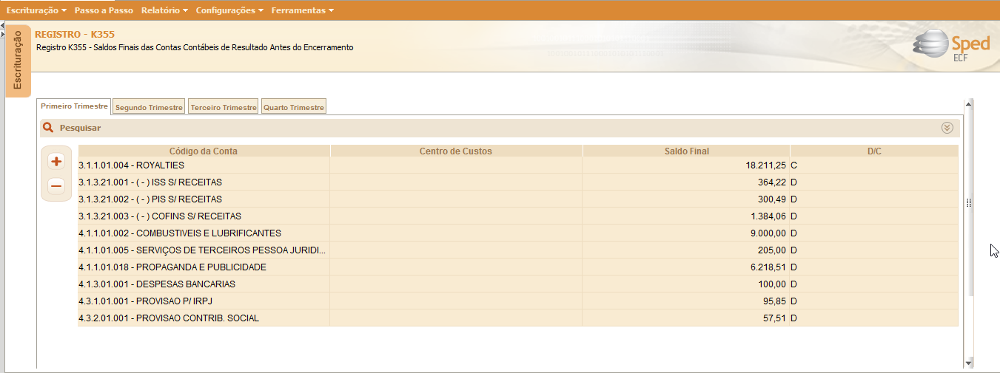 Escrituração Passo a Passo Relatório Configurações Ferramentas
Escrituração
REGISTRO - K355
Registro K355 - Saldos Finais das Contas Contábeis de Resultado Antes do Encerramento
Sped
ECF
Primeiro Trimestre Segundo Trimestre Terceiro Trimestre Quarto Trimestre
Pesquisar
Código da Conta Centro de Custos Saldo Final D/C
3.1.1.01.004 - ROYALTIES 18.211,25 C
3.1.3.21.001 - ( - ) ISS S/ RECEITAS 364,22 D
3.1.3.21.002 - ( - ) PIS S/ RECEITAS 300,49 D
3.1.3.21.003 - ( - ) COFINS S/ RECEITAS 1.384,06 D
4.1.1.01.002 - COMBUSTIVEIS E LUBRIFICANTES 9.000,00 D
4.1.1.01.005 - SERVIÇOS DE TERCEIROS PESSOA JURIDI... 205,00 D
4.1.1.01.018 - PROPAGANDA E PUBLICIDADE 6.218,51 D
4.1.3.01.001 - DESPESAS BANCARIAS 100,00 D
4.3.1.01.001 - PROVISAO P/ IRPJ 95,85 D
4.3.2.01.001 - PROVISAO CONTRIB. SOCIAL 57,51 D